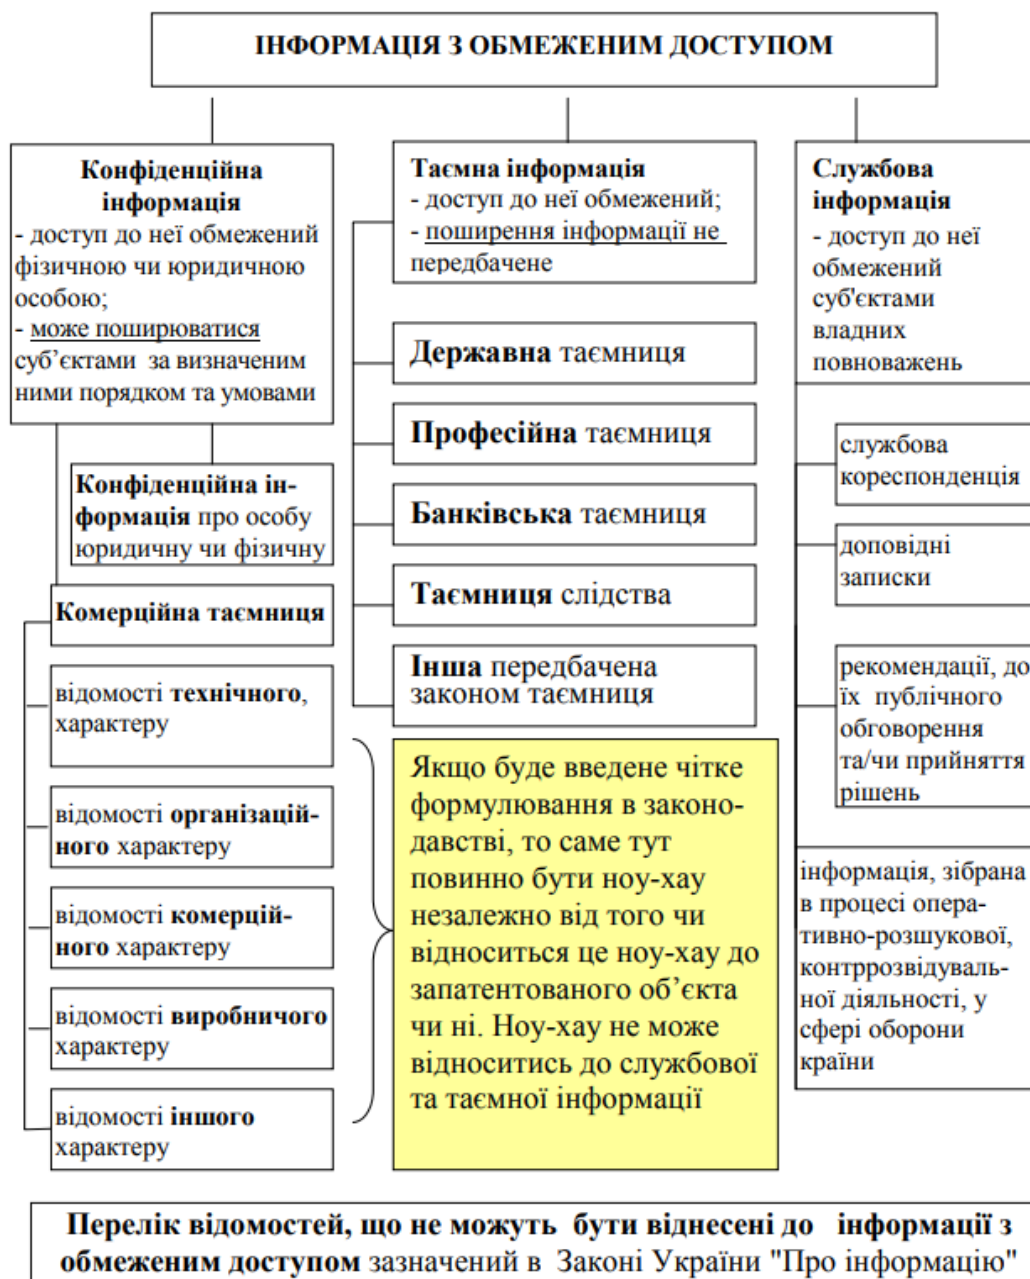 ІНФОРМАЦІЯ З ОБМЕЖЕНИМ ДОСТУПОМ
Конфіденційна
інформація
- доступ до неї обмежений
фізичною чи юридичною
особою;
- може поширюватися
суб’єктами за визначеним
ними порядком та умовами
Конфіденційна ін-
формація про особу
юридичну чи фізичну
Комерційна таємниця
відомості технічного,
характеру
відомості організацій-
ного характеру
відомості комерцій-
ного характеру
відомості виробничого
характеру
відомості іншого
характеру
Таємна інформація
- доступ до неї обмежений;
- поширення інформації не
передбачене
Державна таємниця
Професійна таємниця
Банківська таємниця
Таємниця слідства
Інша передбачена
законом таємниця
Якщо буде введене чітке
формулювання в законо-
давстві, то саме тут
повинно бути ноу-хау
незалежно від того чи
відноситься це ноу-хау до
запатентованого об’єкта
чи ні. Ноу-хау не може
відноситись до службової
та таємної інформації
Службова
інформація
- доступ до неї
обмежений
суб'єктами
владних
повноважень
службова
кореспонденція
доповідні
записки
рекомендації, до
їх публічного
обговорення
та/чи прийняття
рішень
інформація, зібрана
в процесі опера-
тивно-розшукової,
контррозвідуваль-
ної діяльності, у
сфері оборони
країни
Перелік відомостей, що не можуть бути віднесені до інформації з
обмеженим доступом зазначений в Законі України "Про інформацію"